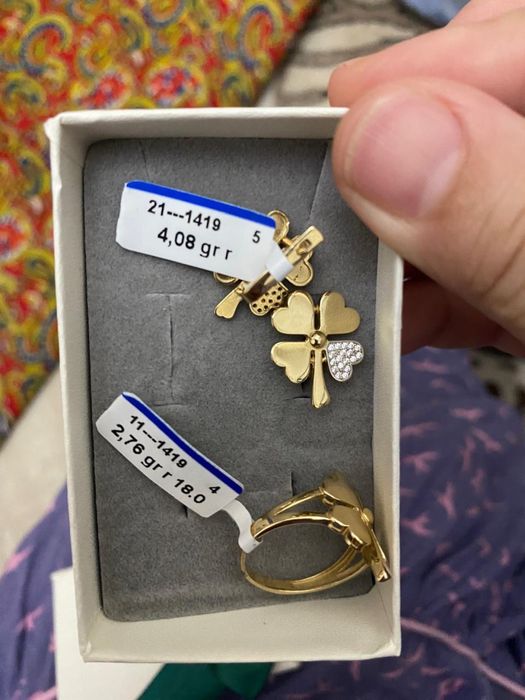 21---1419 5
4,08 gr r
11---1419 4
2,76 gr r 18.0